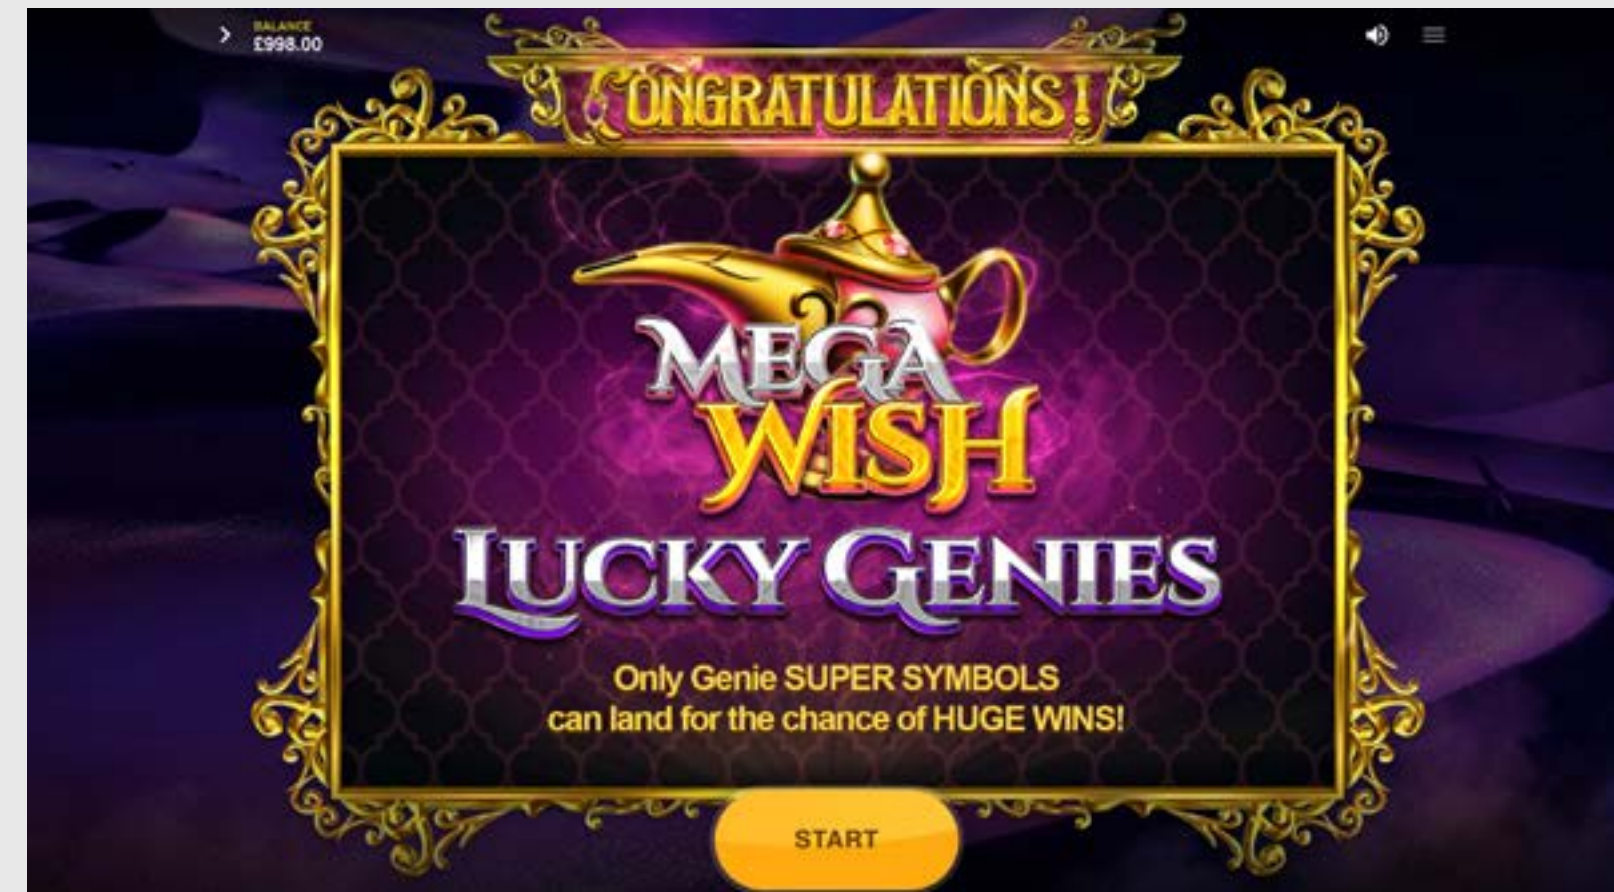 BALANCE
£998.00
CONGRATULATIONS!
MEGA
WISH
LUCKY GENIES
Only Genie SUPER SYMBOLS
can land for the chance of HUGE WINS!
START